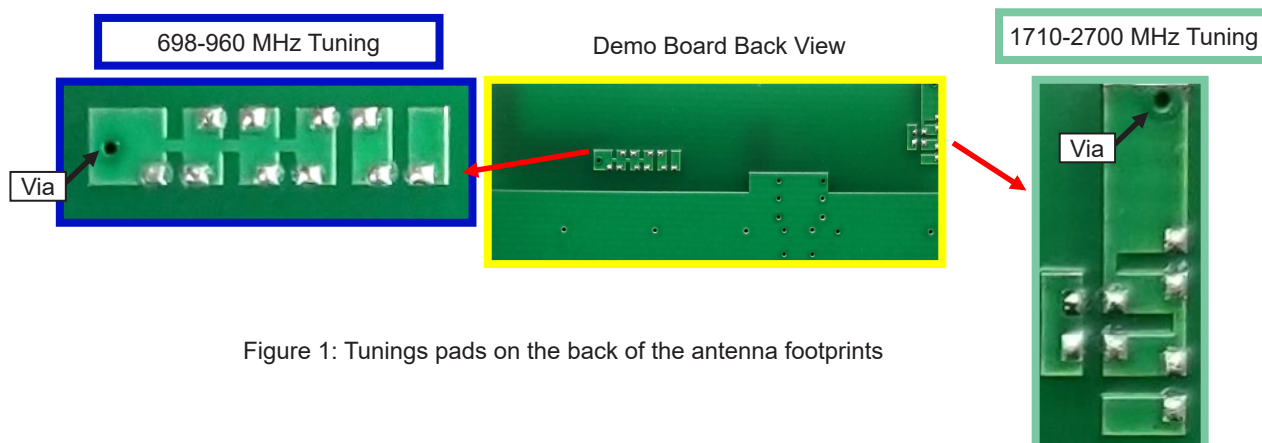 698-960 MHz Tuning
Demo Board Back View
1710-2700 MHz Tuning
Via
Via
Figure 1: Tunings pads on the back of the antenna footprints